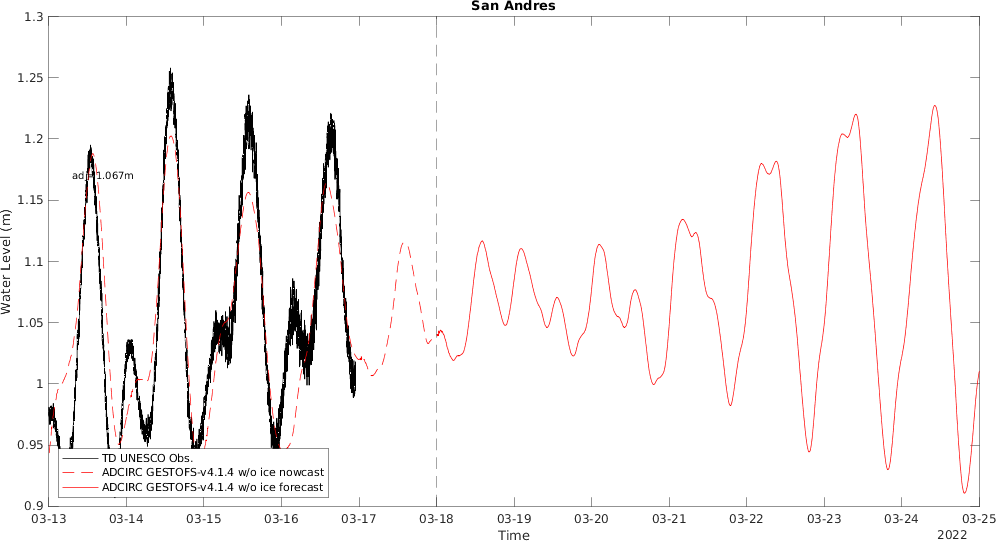 San Andres
1.3
1.25
1.2
1.15
1.1
1.05
1
0.95
0.9
Water Level (m)
adj: 1.067m
TD UNESCO Obs.
ADCIRC GESTOFS-v4.1.4 w/o ice nowcast
ADCIRC GESTOFS-v4.1.4 w/o ice forecast
03-13 03-14 03-15 03-16 03-17 03-18 03-19 03-20 03-21 03-22 03-23 03-24 03-25
Time
2022